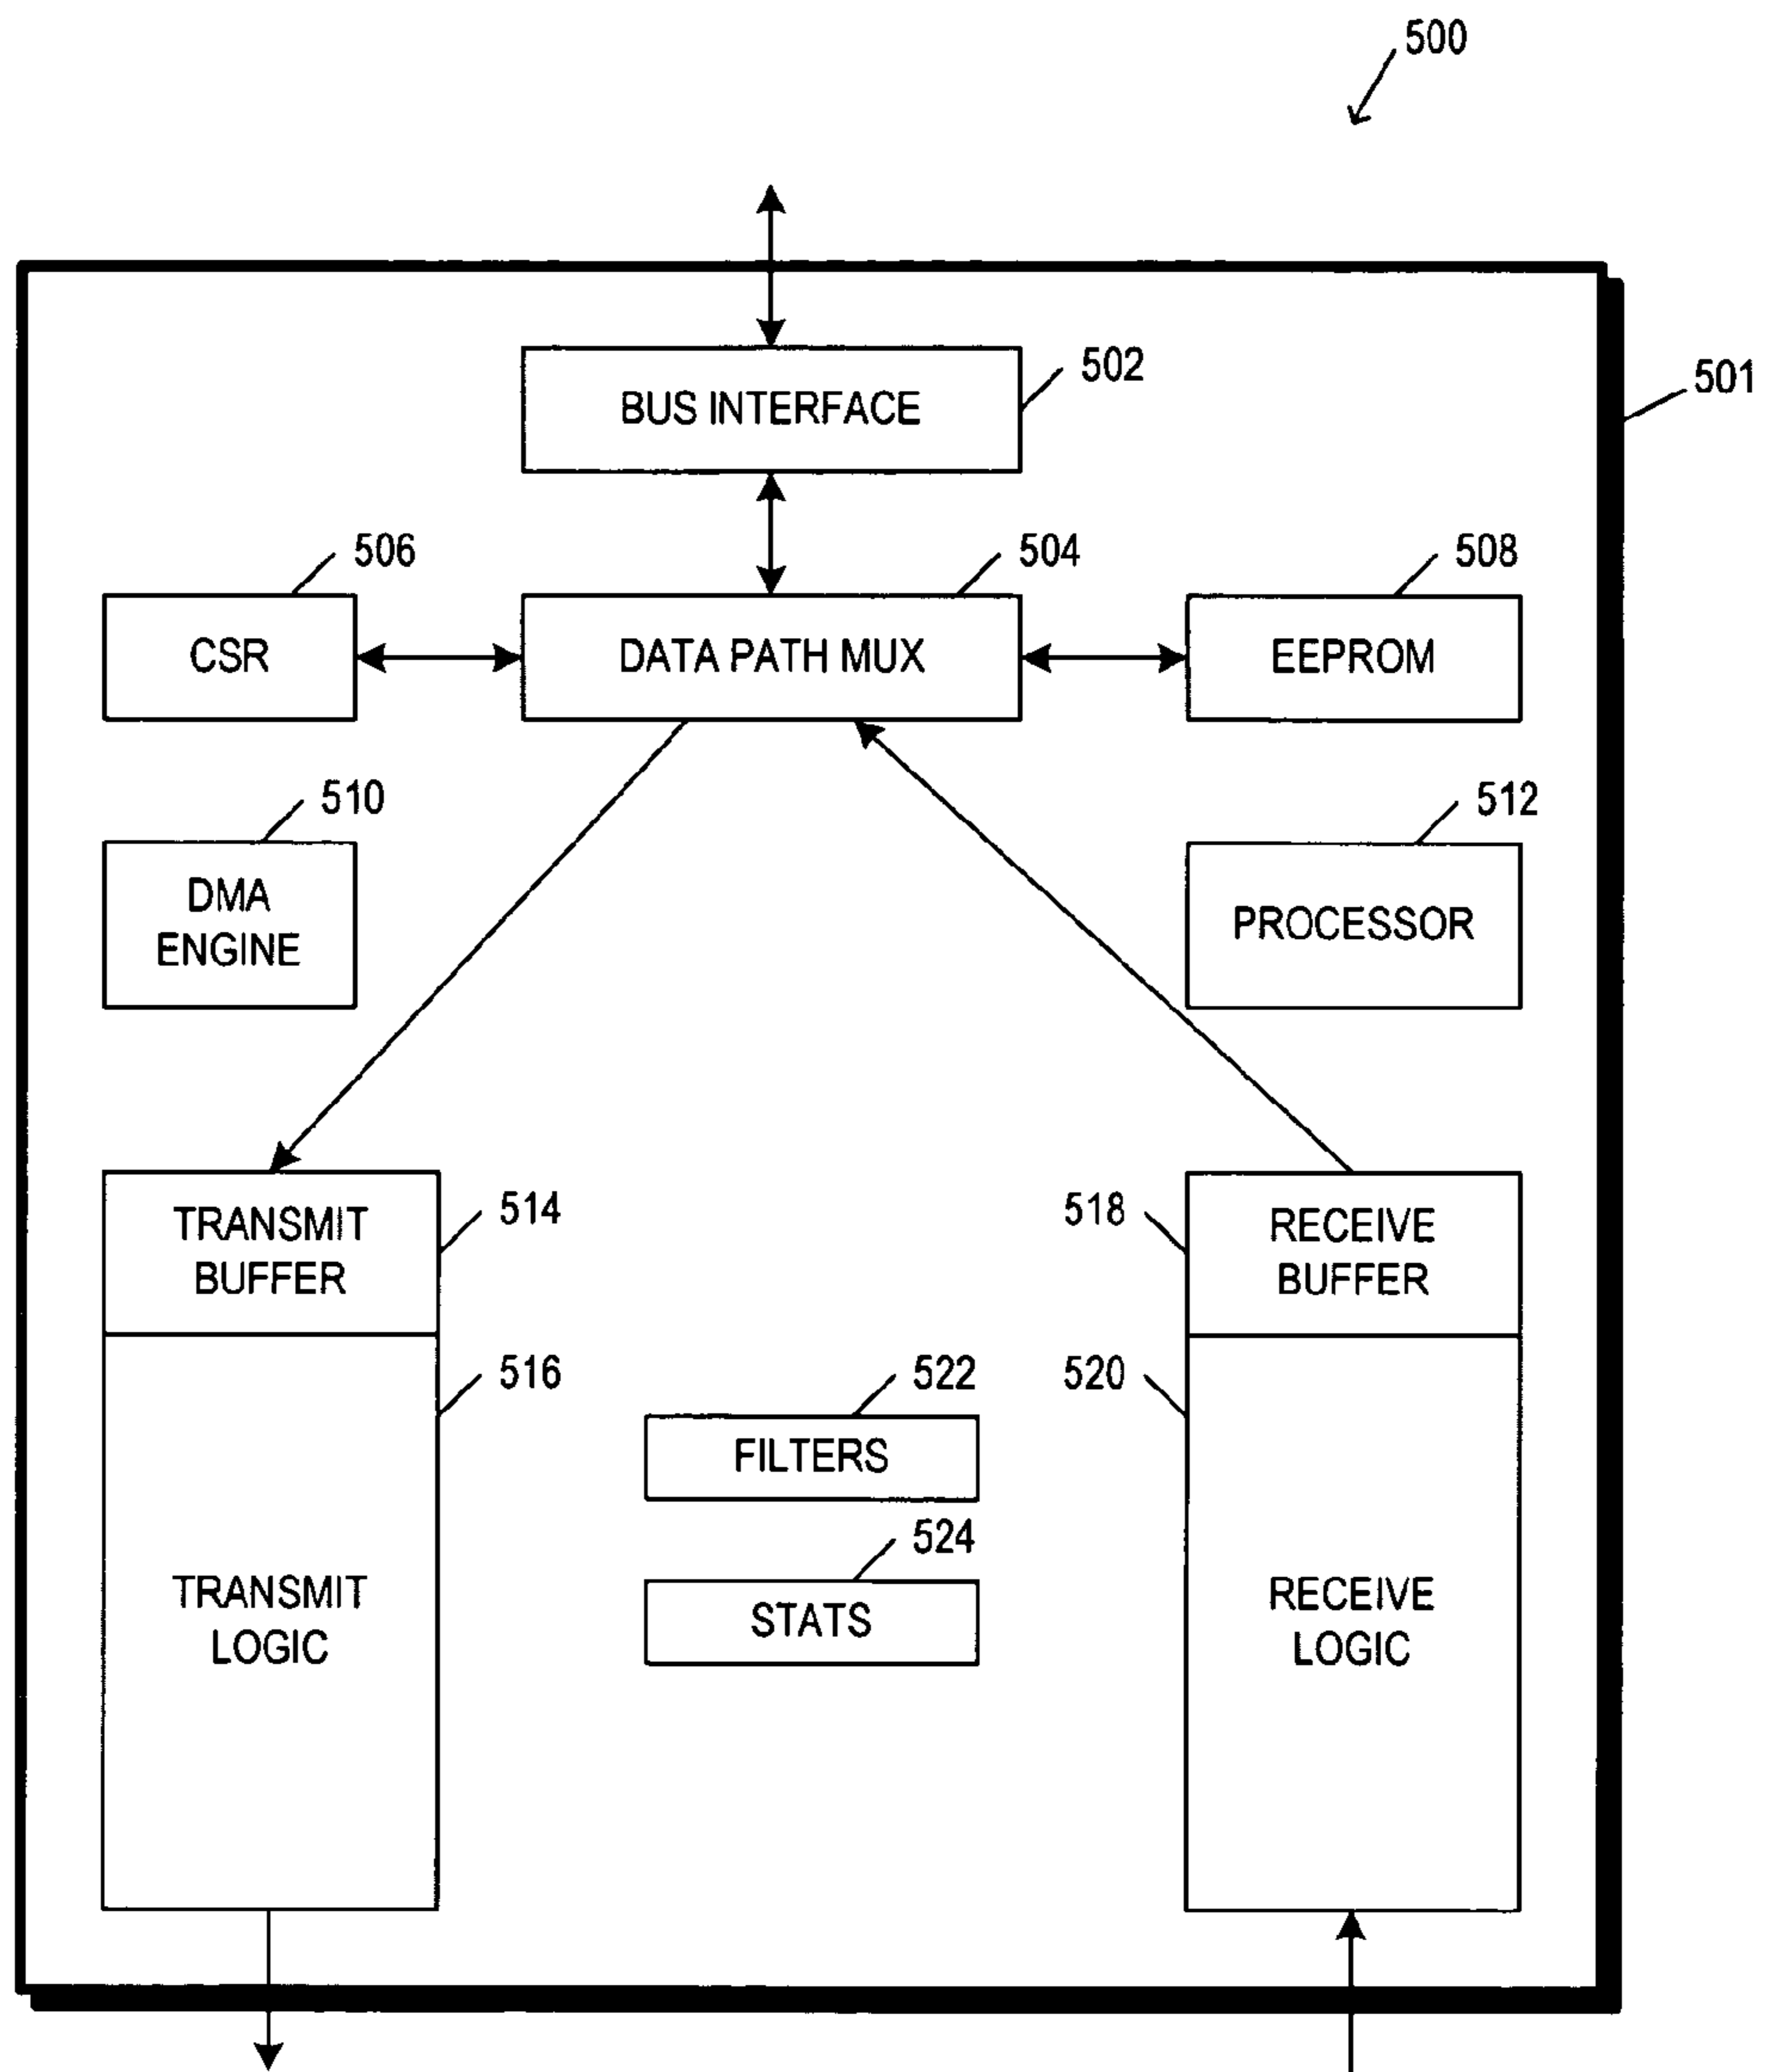 500
501
BUS INTERFACE
502
506
504
508
CSR
DATA PATH MUX
EEPROM
510
512
DMA
ENGINE
PROCESSOR
TRANSMIT
BUFFER
514
518
RECEIVE
BUFFER
516
522
520
FILTERS
524
TRANSMIT
LOGIC
STATS
RECEIVE
LOGIC